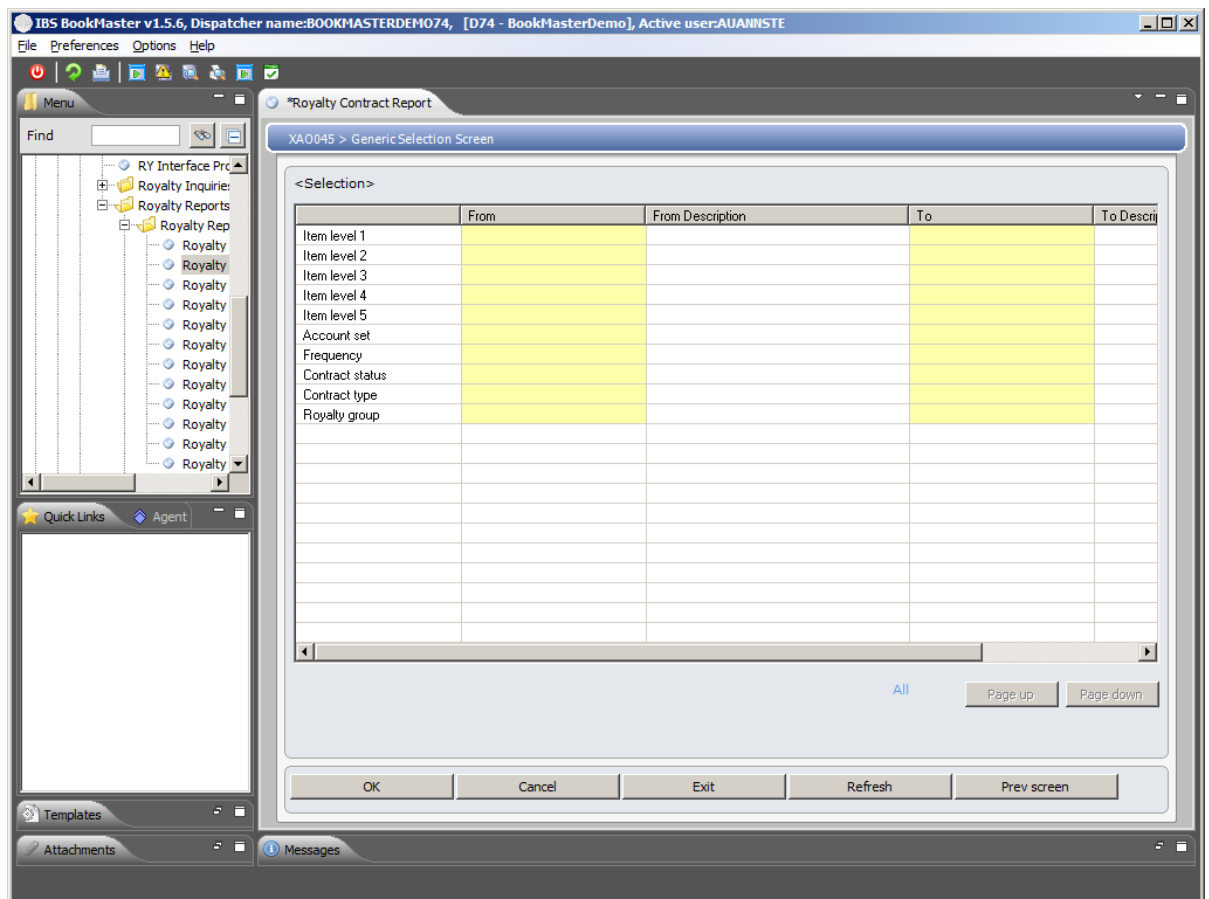 IBS BookMaster v1.5.6, Dispatcher name:BOOKMASTERDEMO74, [D74 - BookMasterDemo], Active user:AUANNSTE
File Preferences Options Help
Menu
Find
RY Interface Prc
Royalty Inquirie
Royalty Reports
Royalty Rep
Royalty
Royalty
Royalty
Royalty
Royalty
Royalty
Royalty
Royalty
Royalty
Royalty
Royalty
Royalty
Quick Links Agent
Templates
Attachments
*Royalty Contract Report
XAO045 > Generic Selection Screen
<Selection>
From From Description To To Descrip
Item level 1
Item level 2
Item level 3
Item level 4
Item level 5
Account set
Frequency
Contract status
Contract type
Royalty group
All Page up Page down
OK Cancel Exit Refresh Prev screen
Messages